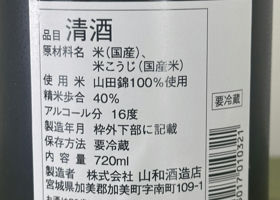 品目 清酒
原材料名 米(国産)、
米こうじ(国産米)
使用米 山田錦100%使用
精米歩合 40%
アルコール分 16度
製造年月 枠外下部に記載
保存方法 要冷蔵
内容量 720ml
製造者 株式会社 山和酒造店
宮城県加美郡加美町字南町109-1
要冷蔵